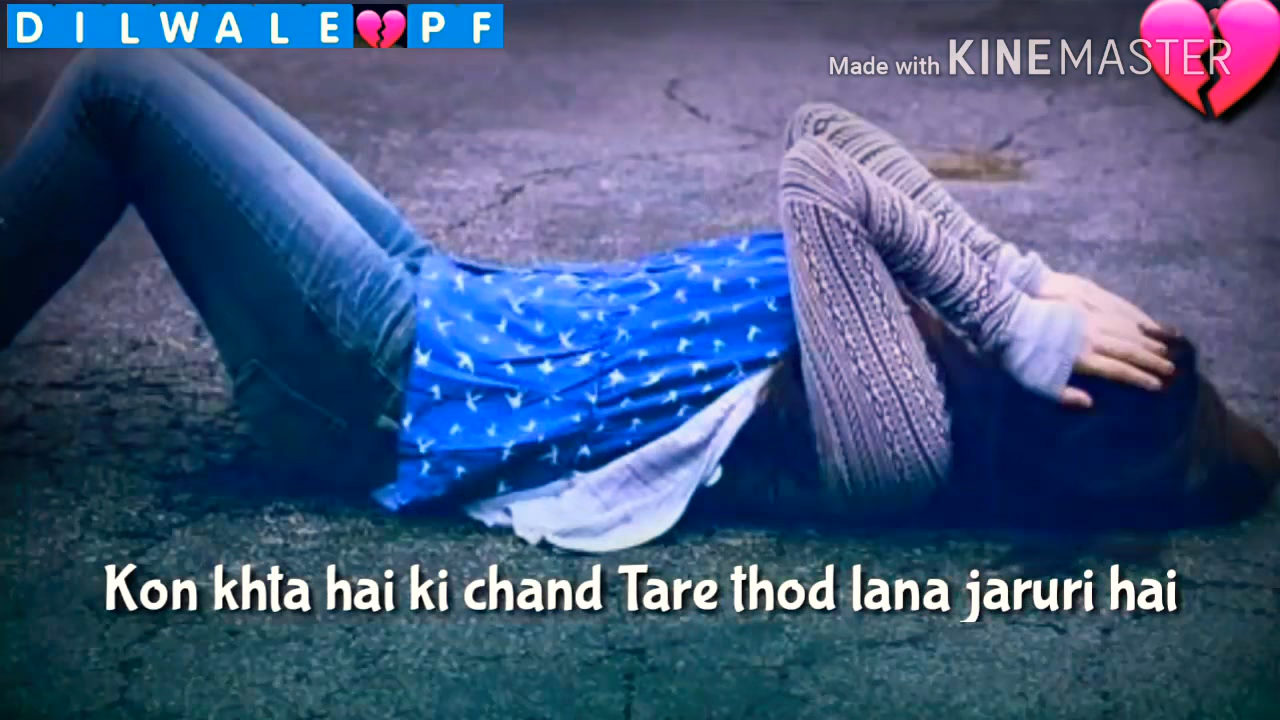 DILWALE💔PF
Made with KINEMASTER
Kon khta hai ki chand Tare thod lana jaruri hai